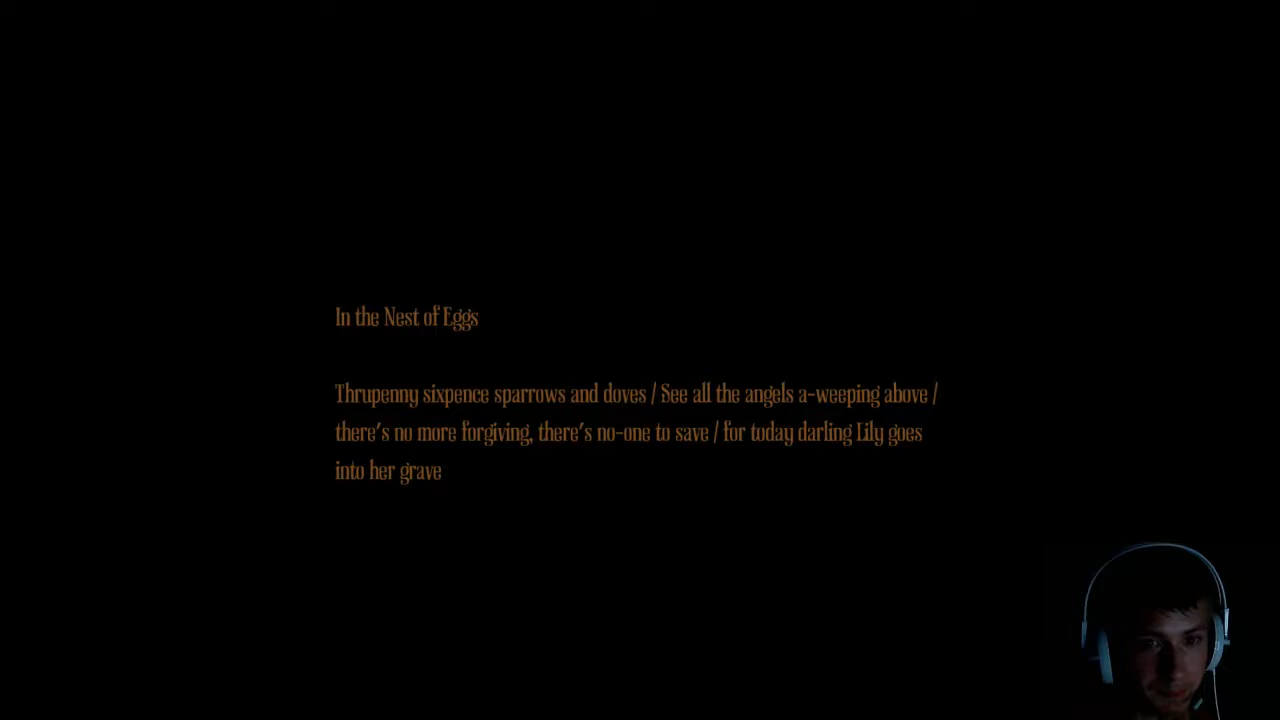 In the Nest of Eggs
Thrupenny sixpence sparrows and doves / See all the angels a-weeping above /
there's no more forgiving, there's no-one to save / for today darling Lily goes
into her grave